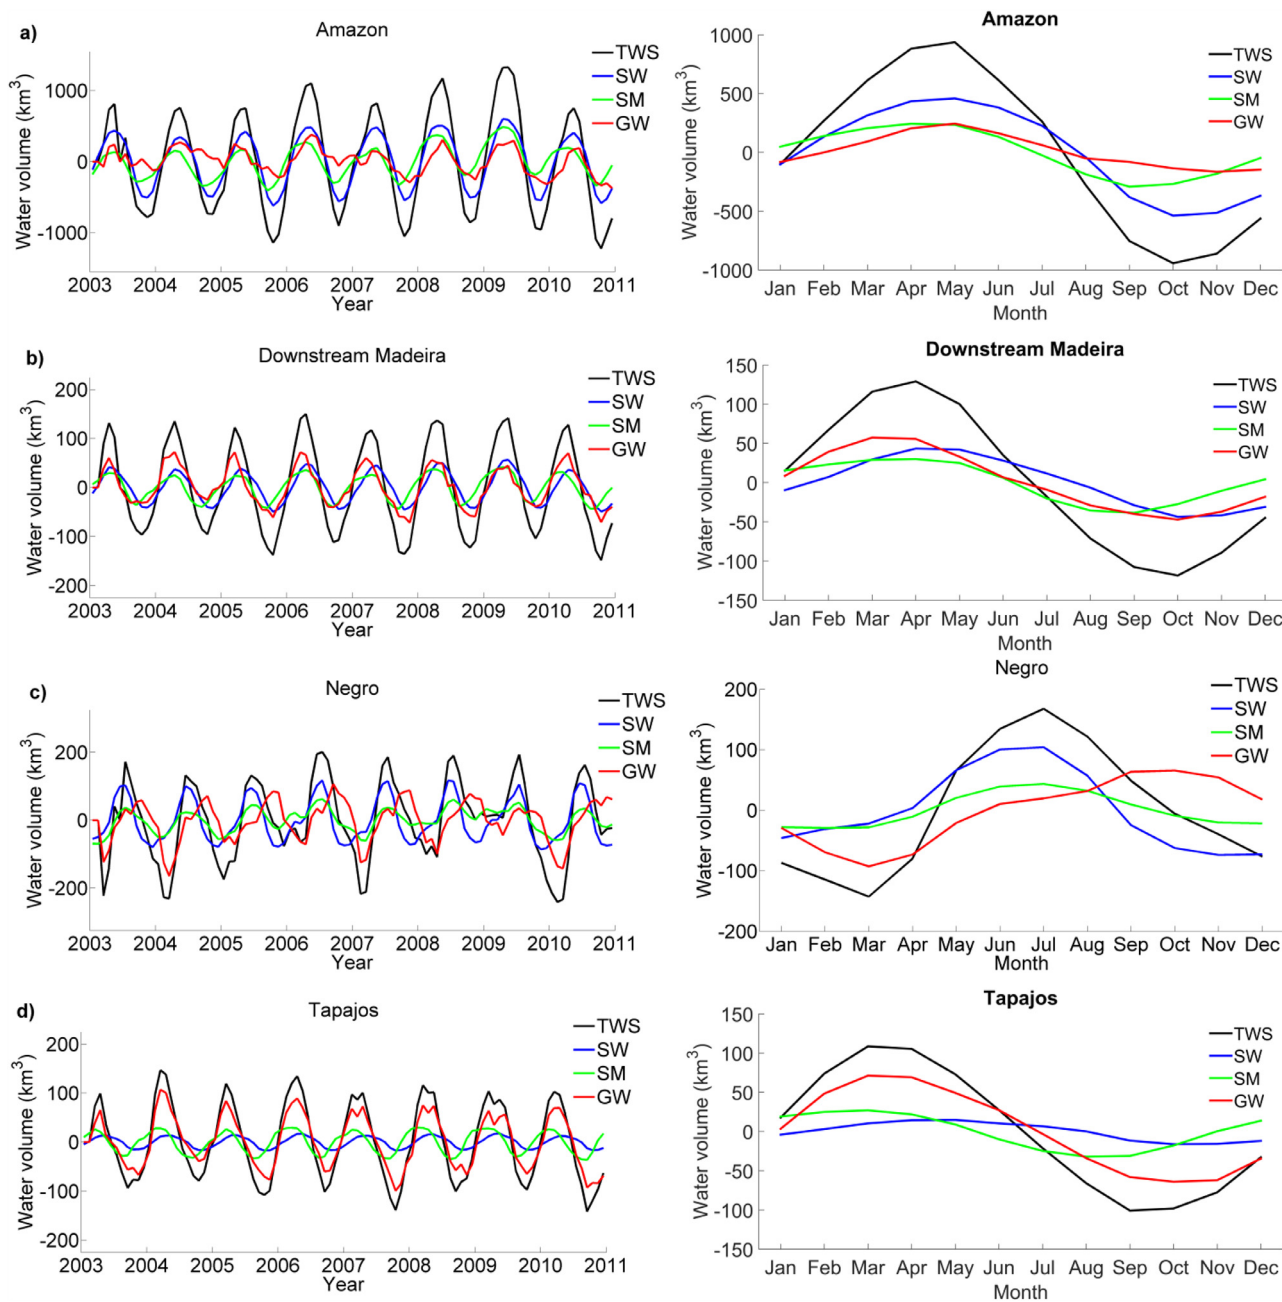 a)
Amazon
Water volume (km³)
1000
0
-1000
2003 2004 2005 2006 2007 2008 2009 2010 2011
Year
TWS
SW
SM
GW
Amazon
Water volume (km³)
1000
500
0
-500
-1000
Jan Feb Mar Apr May Jun Jul Aug Sep Oct Nov Dec
Month
TWS
SW
SM
GW
b)
Downstream Madeira
Water volume (km³)
200
100
0
-100
-200
2003 2004 2005 2006 2007 2008 2009 2010 2011
Year
TWS
SW
SM
GW
Downstream Madeira
Water volume (km³)
150
100
50
0
-50
-100
-150
Jan Feb Mar Apr May Jun Jul Aug Sep Oct Nov Dec
Month
TWS
SW
SM
GW
c)
Negro
Water volume (km³)
200
0
-200
2003 2004 2005 2006 2007 2008 2009 2010 2011
Year
TWS
SW
SM
GW
Negro
Water volume (km³)
200
100
0
-100
-200
Jan Feb Mar Apr May Jun Jul Aug Sep Oct Nov Dec
Month
TWS
SW
SM
GW
d)
Tapajos
Water volume (km³)
200
100
0
-100
-200
2003 2004 2005 2006 2007 2008 2009 2010 2011
Year
TWS
SW
SM
GW
Tapajos
Water volume (km³)
150
100
50
0
-50
-100
-150
Jan Feb Mar Apr May Jun Jul Aug Sep Oct Nov Dec
Month
TWS
SW
SM
GW